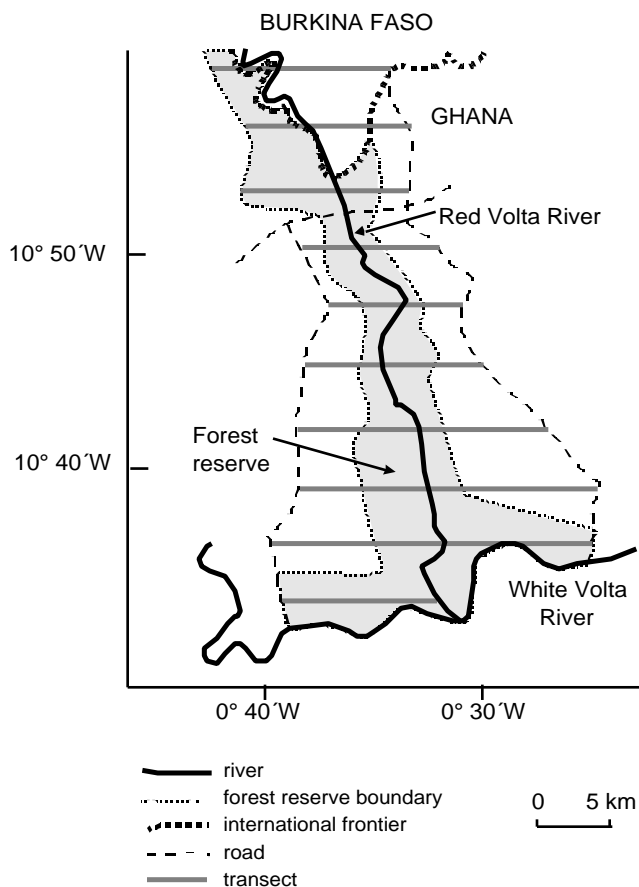 BURKINA FASO
GHANA
Red Volta River
10° 50´W
Forest
reserve
10° 40´W
White Volta
River
0° 40´W
0° 30´W
river
forest reserve boundary
international frontier
road
transect
0 5 km